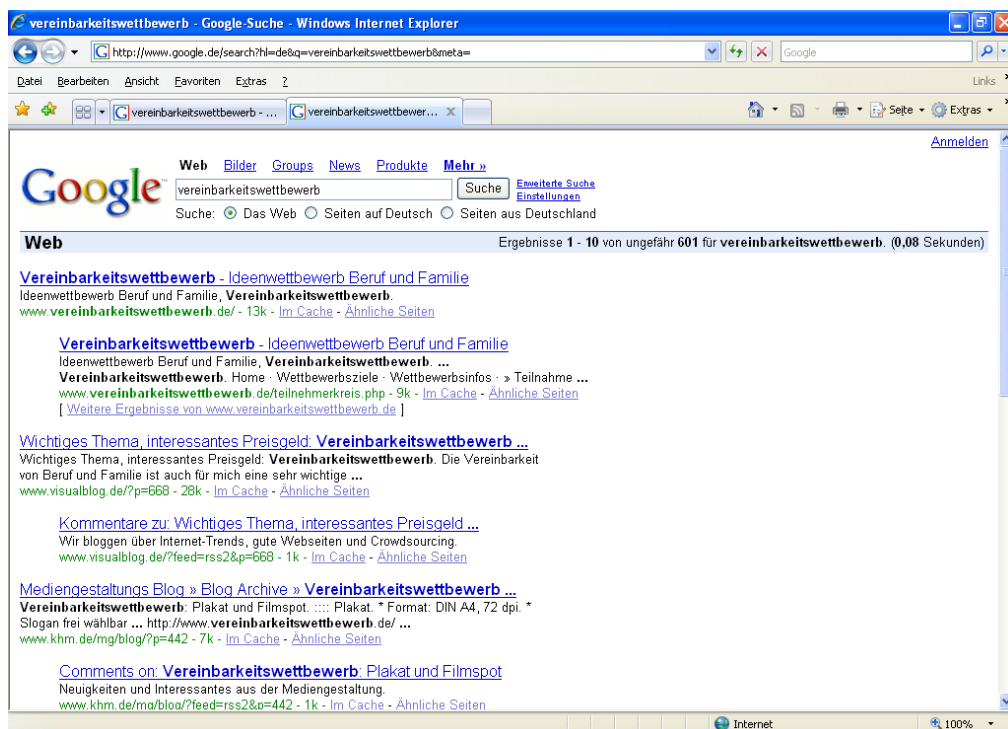 vereinbarkeitswettbewerb - Google-Suche - Windows Internet Explorer
http://www.google.de/search?hl=de&q=vereinbarkeitswettbewerb&meta=
Google
Datei Bearbeiten Ansicht Favoriten Extras ?
Links
vereinbarkeitswettbewerb - ... vereinbarkeitswettbewer... Seite Extras
Anmelden
Web Bilder Groups News Produkte Mehr »
Google™ vereinbarkeitswettbewerb Suche Erweiterte Suche
Einstellungen
Suche: Das Web Seiten auf Deutsch Seiten aus Deutschland
Web Ergebnisse 1 - 10 von ungefähr 601 für vereinbarkeitswettbewerb. (0,08 Sekunden)
Vereinbarkeitswettbewerb - Ideenwettbewerb Beruf und Familie
Ideenwettbewerb Beruf und Familie, Vereinbarkeitswettbewerb.
www.vereinbarkeitswettbewerb.de/ - 13k - Im Cache - Ähnliche Seiten
Vereinbarkeitswettbewerb - Ideenwettbewerb Beruf und Familie
Ideenwettbewerb Beruf und Familie, Vereinbarkeitswettbewerb. ...
Vereinbarkeitswettbewerb. Home · Wettbewerbsziele · Wettbewerbsinfos · » Teilnahme ...
www.vereinbarkeitswettbewerb.de/teilnehmerkreis.php - 9k - Im Cache - Ähnliche Seiten
[ Weitere Ergebnisse von www.vereinbarkeitswettbewerb.de ]
Wichtiges Thema, interessantes Preisgeld: Vereinbarkeitswettbewerb ...
Wichtiges Thema, interessantes Preisgeld: Vereinbarkeitswettbewerb. Die Vereinbarkeit
von Beruf und Familie ist auch für mich eine sehr wichtige ...
www.visualblog.de/?p=668 - 28k - Im Cache - Ähnliche Seiten
Kommentare zu: Wichtiges Thema, interessantes Preisgeld ...
Wir bloggen über Internet-Trends, gute Webseiten und Crowdsourcing.
www.visualblog.de/?feed=rss2&p=668 - 1k - Im Cache - Ähnliche Seiten
Mediengestaltungs Blog » Blog Archive » Vereinbarkeitswettbewerb ...
Vereinbarkeitswettbewerb: Plakat und Filmspot. :::: Plakat. * Format: DIN A4, 72 dpi. *
Slogan frei wählbar ... http://www.vereinbarkeitswettbewerb.de/ ...
www.khm.de/mg/blog/?p=442 - 7k - Im Cache - Ähnliche Seiten
Comments on: Vereinbarkeitswettbewerb: Plakat und Filmspot
Neuigkeiten und Interessantes aus der Mediengestaltung.
www.khm.de/mg/blog/?feed=rss2&p=442 - 1k - Im Cache - Ähnliche Seiten
Internet 100%